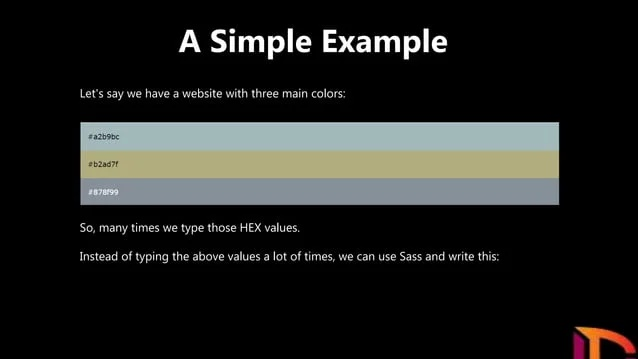 A Simple Example
Let's say we have a website with three main colors:
#a2b9bc
#b2ad7f
#878f99
So, many times we type those HEX values.
Instead of typing the above values a lot of times, we can use Sass and write this: